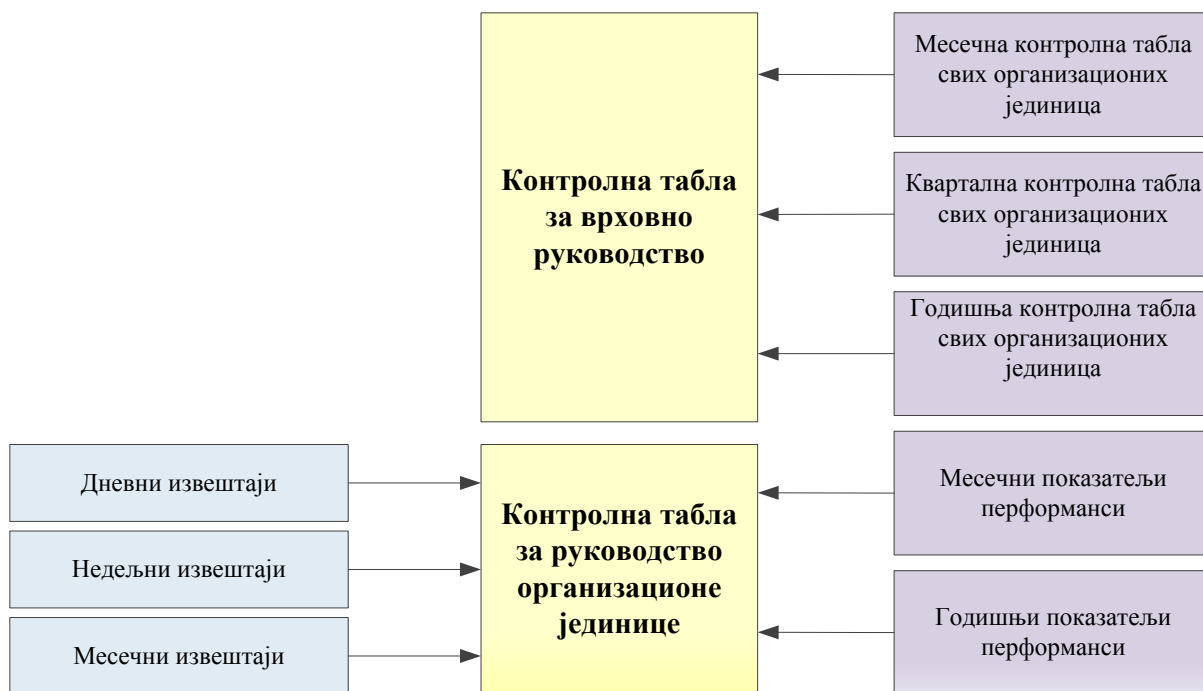 Контролна табла
за врховно
руководство
Месечна контролна табла
свих организационих
јединица
Квартална контролна табла
свих организационих
јединица
Годишња контролна табла
свих организационих
јединица
Дневни извештаји
Недељни извештаји
Месечни извештаји
Контролна табла
за руководство
организационе
јединице
Месечни показатељи
перформанси
Годишњи показатељи
перформанси